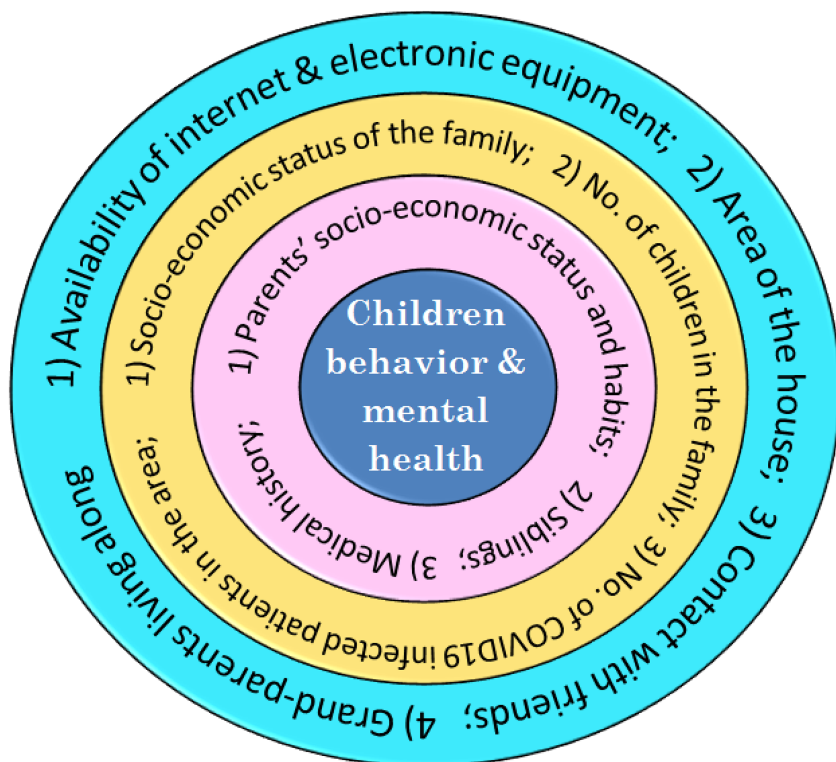 1) Availability of internet & electronic equipment; 2) Area of the house; 3) Contact with friends; 4) Grand-parents living along
1) Socio-economic status of the family; 2) No. of children in the family; 3) No. of COVID19 infected patients in the area;
1) Parents' socio-economic status and habits; 2) Siblings; 3) Medical history;
Children
behavior &
mental
health